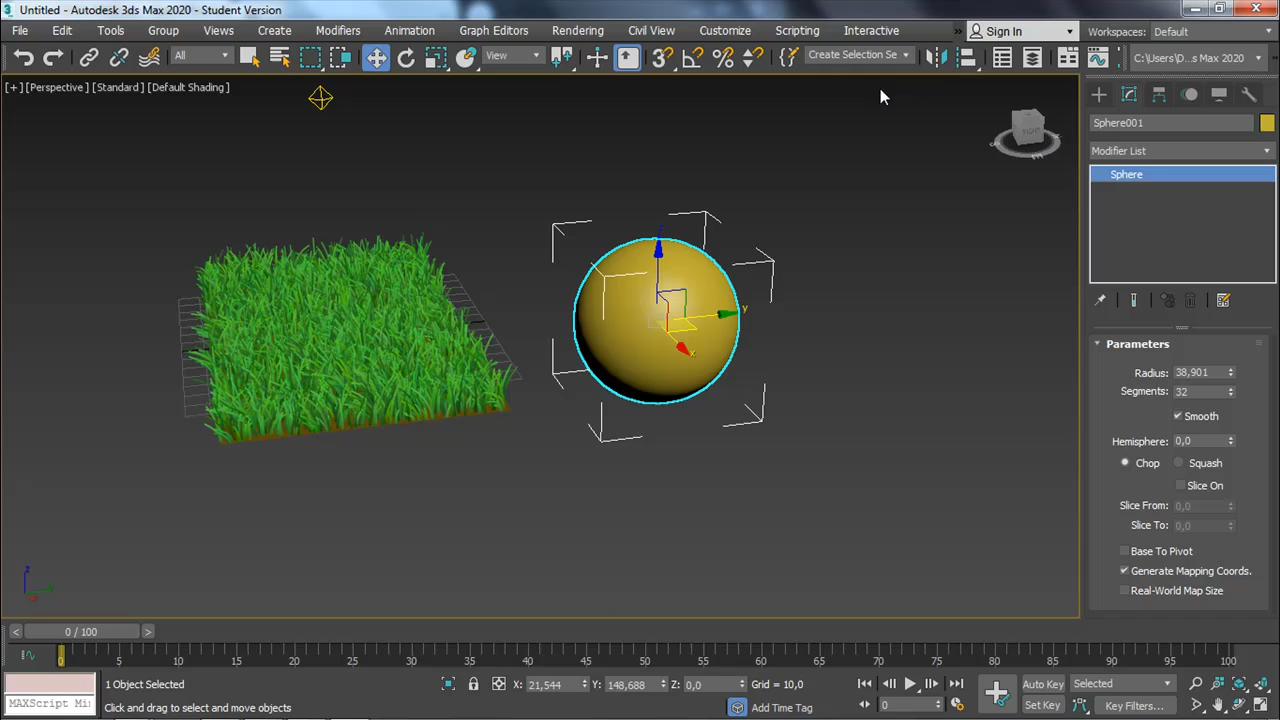 Untitled - Autodesk 3ds Max 2020 - Student Version
File Edit Tools Group Views Create Modifiers Animation Graph Editors Rendering Civil View Customize Scripting Interactive » Sign In Workspaces: Default
All View Create Selection Se C:\Users\D...s Max 2020
[+] [Perspective] [Standard] [Default Shading]
Sphere001
Modifier List
Sphere
z
y
x
Parameters
Radius: 38,901
Segments: 32
Smooth
Hemisphere: 0,0
Chop Squash
Slice On
Slice From: 0,0
Slice To: 0,0
Base To Pivot
Generate Mapping Coords.
Real-World Map Size
z
< 0 / 100 >
0 5 10 15 20 25 30 35 40 45 50 55 60 65 70 75 80 85 90 95 100
1 Object Selected X: 21,544 Y: 148,688 Z: 0,0 Grid = 10,0 Auto Key Selected
MAXScript Mi Click and drag to select and move objects Add Time Tag 0 Set Key Key Filters...